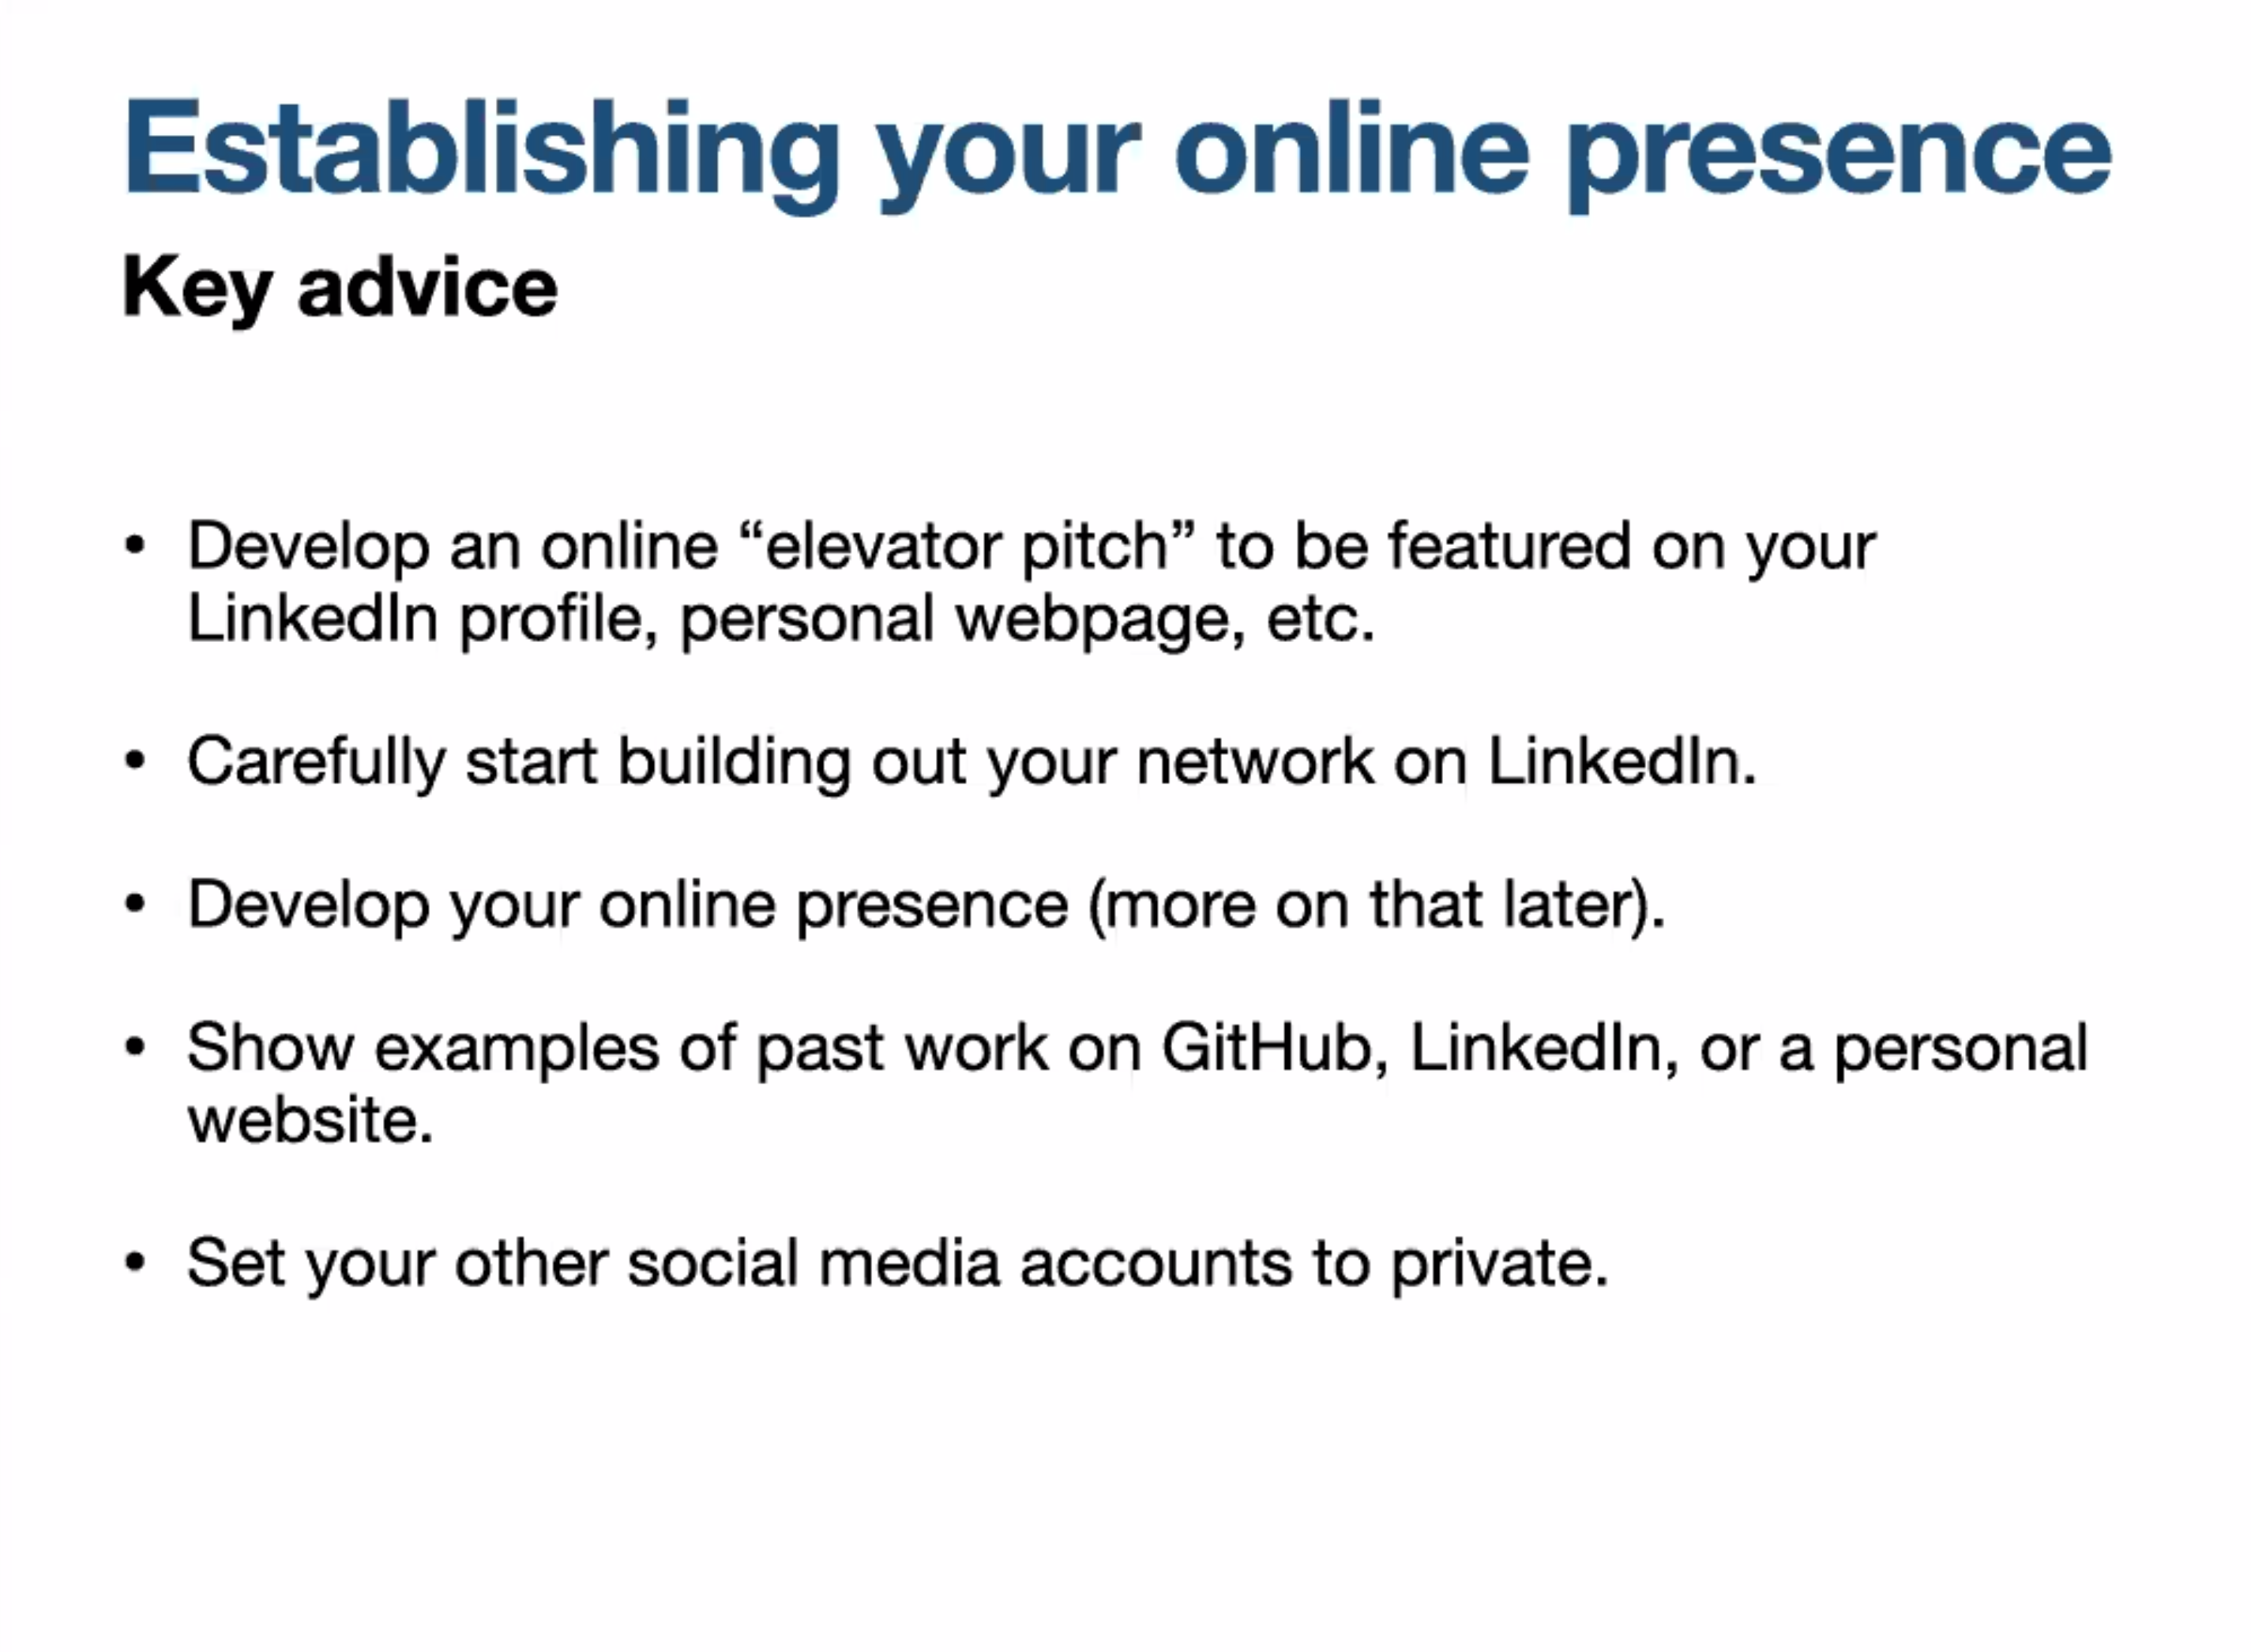 Establishing your online presence
Key advice
• Develop an online “elevator pitch” to be featured on your
LinkedIn profile, personal webpage, etc.
• Carefully start building out your network on LinkedIn.
• Develop your online presence (more on that later).
• Show examples of past work on GitHub, LinkedIn, or a personal
website.
• Set your other social media accounts to private.